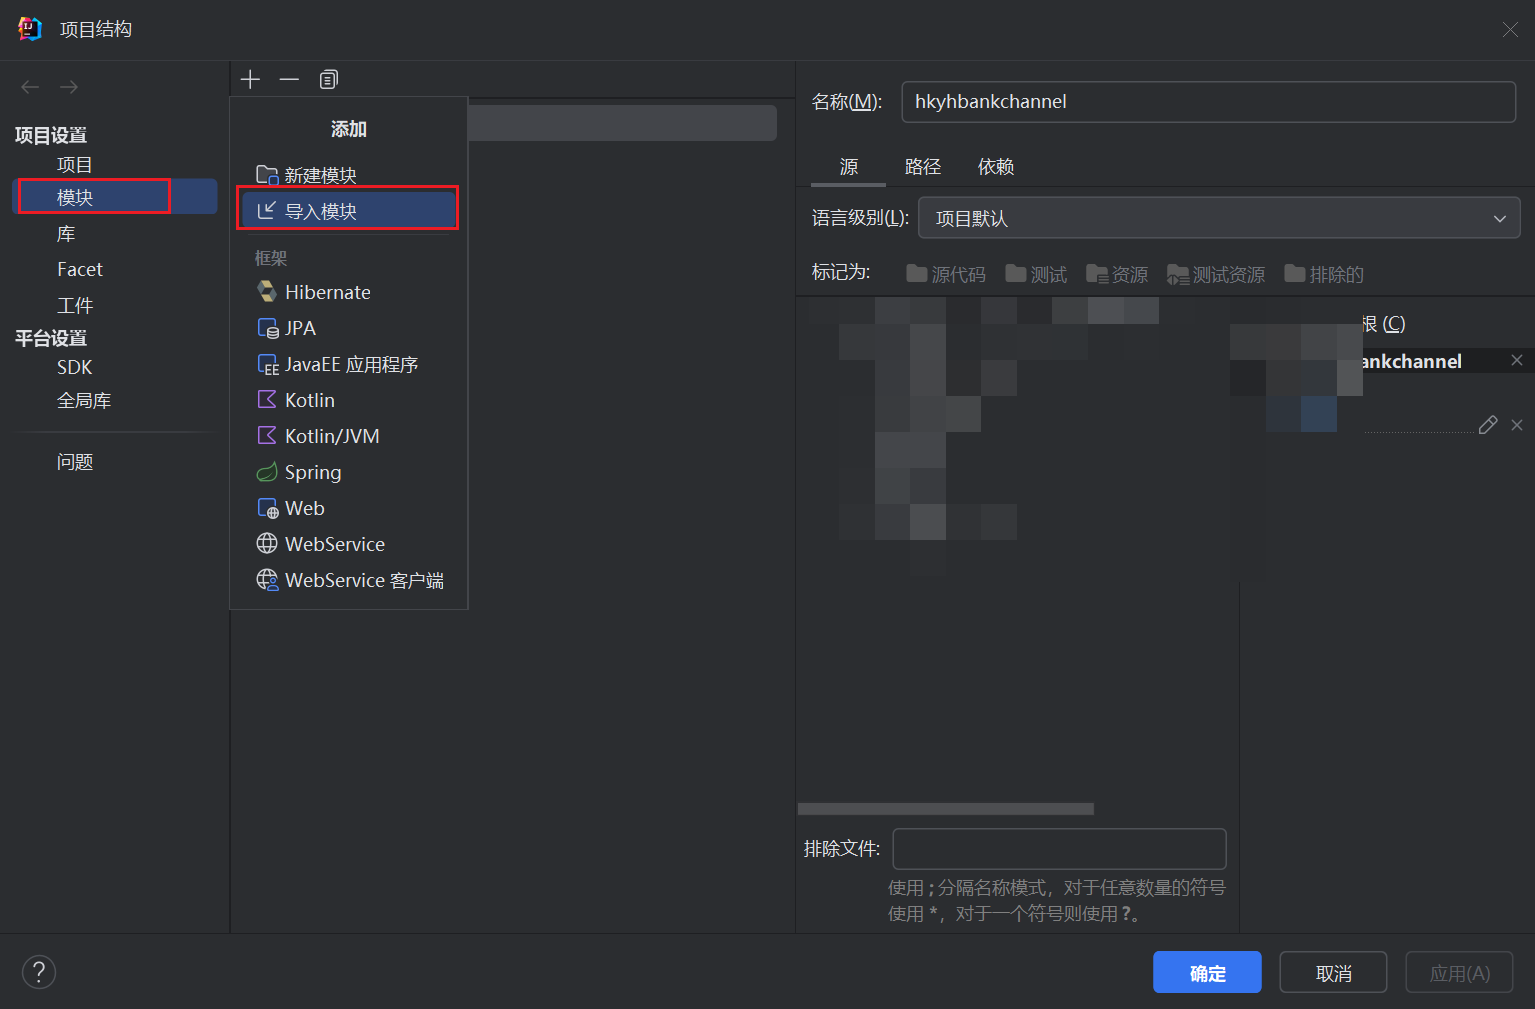 项目结构
项目设置
项目
模块
库
Facet
工件
平台设置
SDK
全局库
问题
添加
新建模块
导入模块
框架
Hibernate
JPA
JavaEE 应用程序
Kotlin
Kotlin/JVM
Spring
Web
WebService
WebService 客户端
名称(M): hkyhbankchannel
源 路径 依赖
语言级别(L): 项目默认
标记为: 源代码 测试 资源 测试资源 排除的
根 (C)
ankchannel
排除文件:
使用 ; 分隔名称模式，对于任意数量的符号
使用 *，对于一个符号则使用 ?。
? 确定 取消 应用(A)